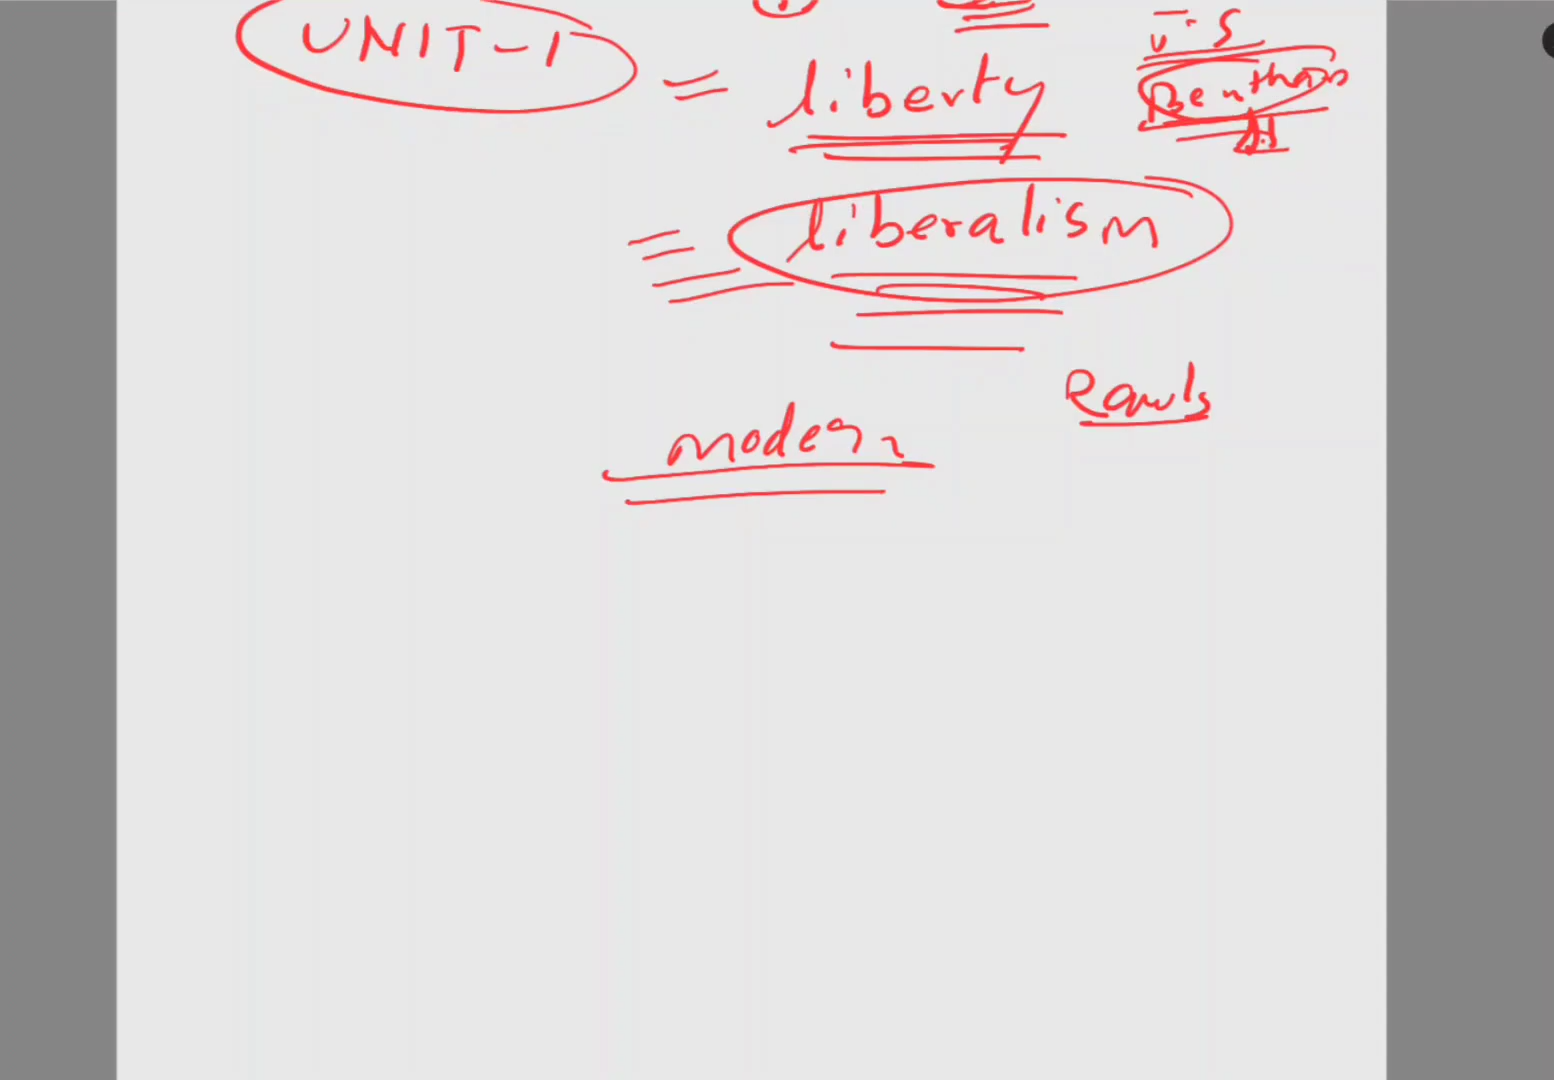 UNIT-1
= liberty
Bentham
= liberalism
Rawls
modern